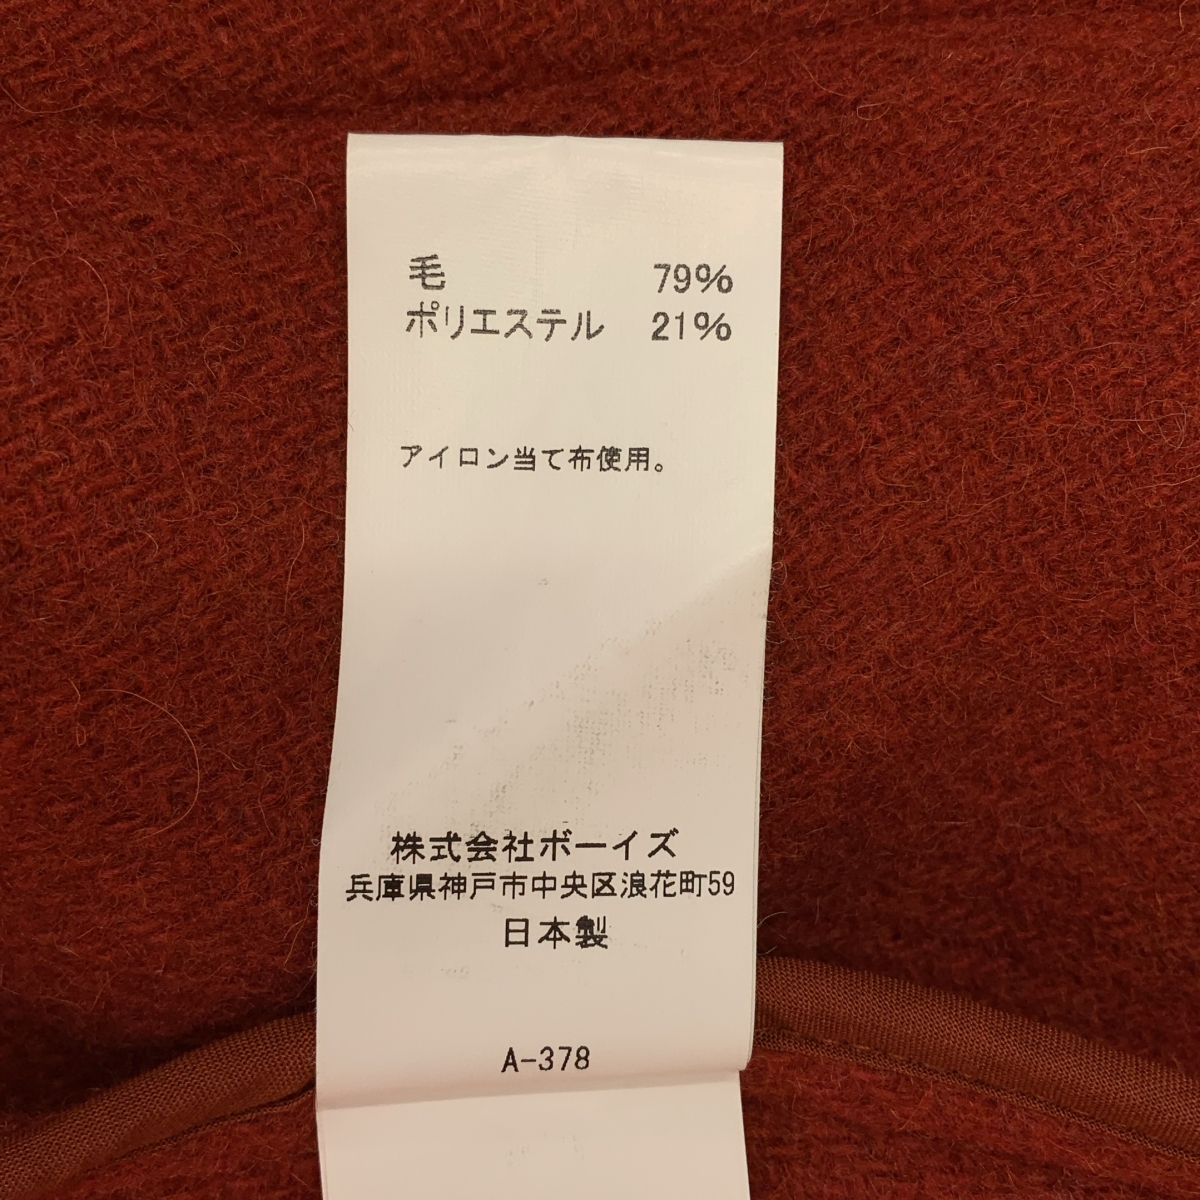 毛 79%
ポリエステル 21%
アイロン当て布使用。
株式会社ボーイズ
兵庫県神戸市中央区浪花町59
日本製
A-378